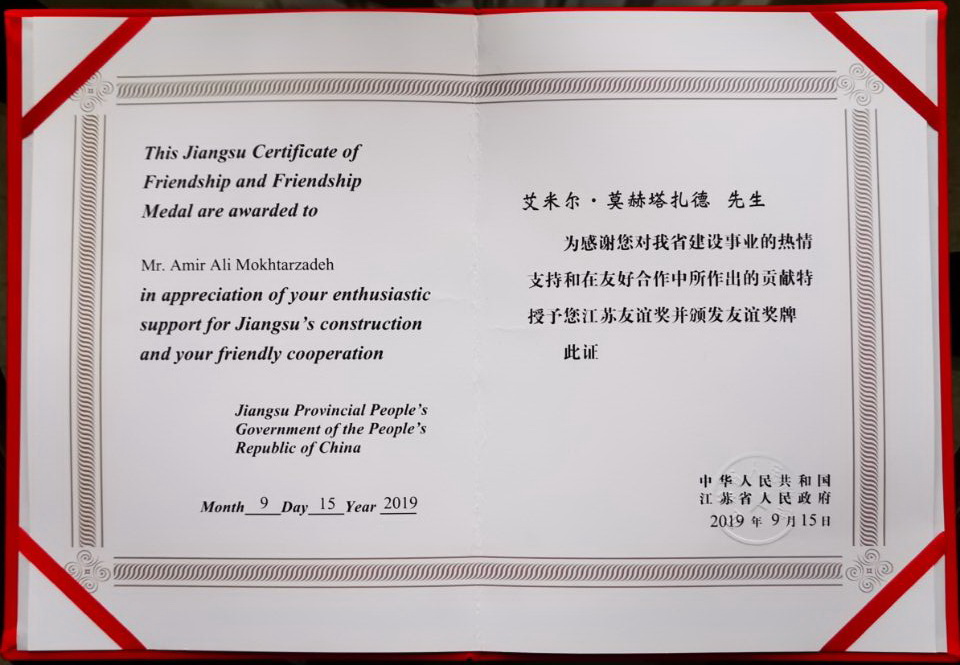 This Jiangsu Certificate of
Friendship and Friendship
Medal are awarded to
Mr. Amir Ali Mokhtarzadeh
in appreciation of your enthusiastic
support for Jiangsu's construction
and your friendly cooperation
Jiangsu Provincial People's
Government of the People's
Republic of China
Month 9 Day 15 Year 2019
艾米尔·莫赫塔扎德 先生
为感谢您对我省建设事业的热情
支持和在友好合作中所作出的贡献特
授予您江苏友谊奖并颁发友谊奖牌
此证
中华人民共和国
江苏省人民政府
2019年9月15日